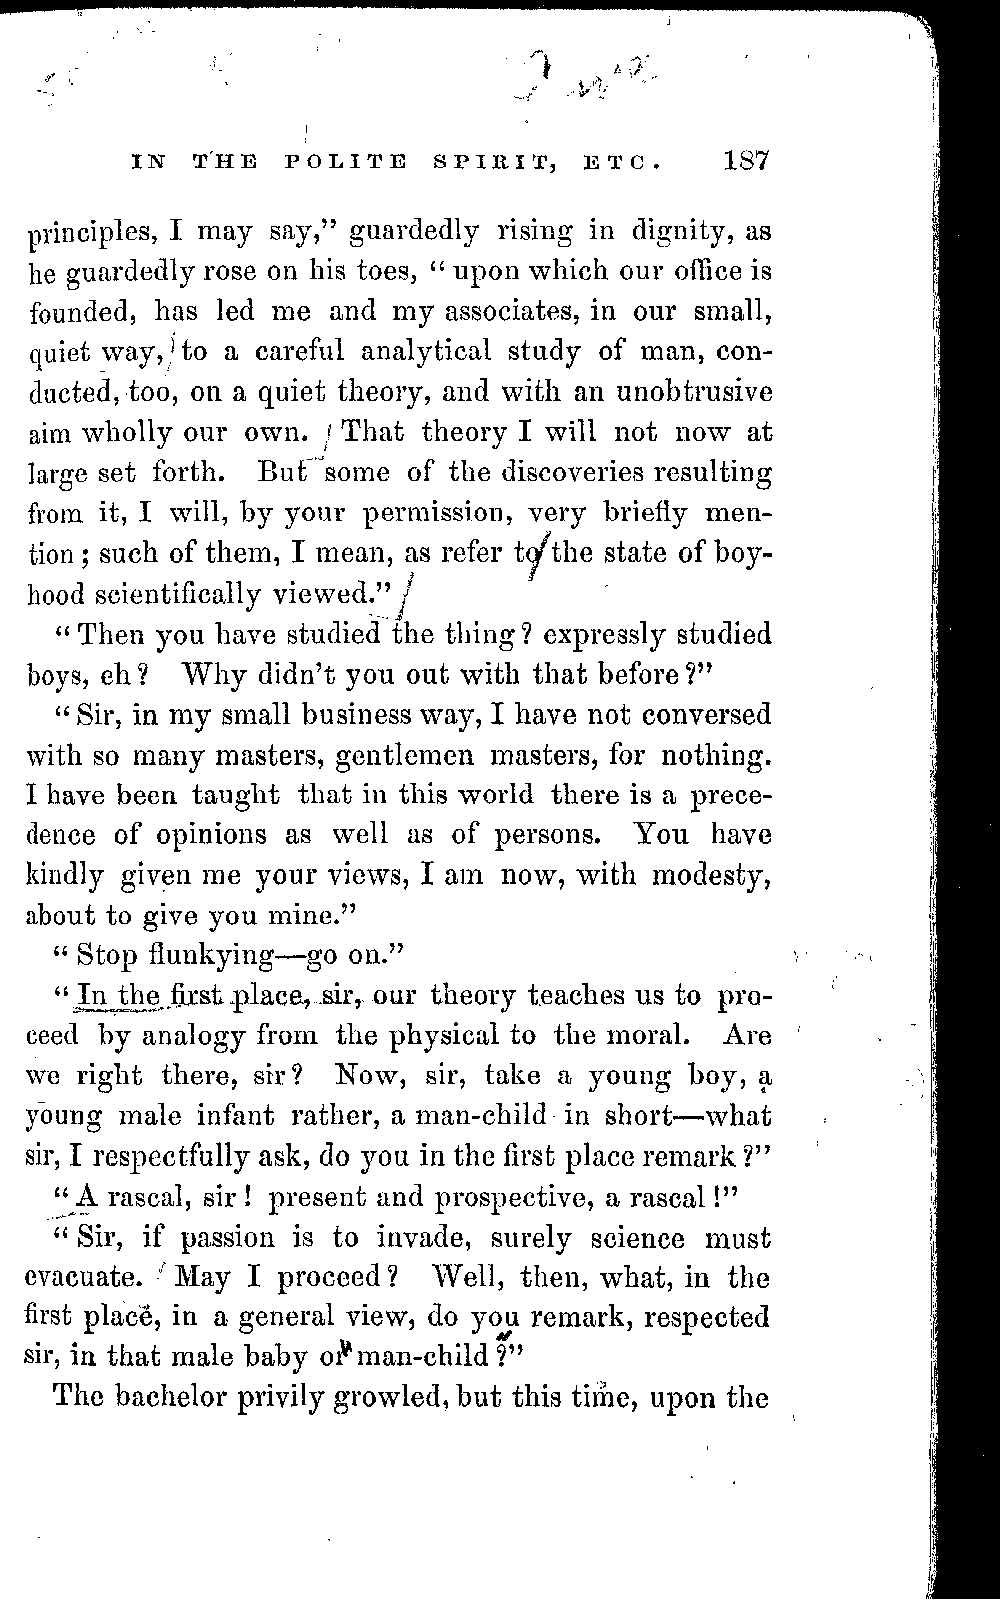 IN THE POLITE SPIRIT, ETC. 187
principles, I may say,” guardedly rising in dignity, as
he guardedly rose on his toes, “upon which our office is
founded, has led me and my associates, in our small,
quiet way, to a careful analytical study of man, con-
ducted, too, on a quiet theory, and with an unobtrusive
aim wholly our own. That theory I will not now at
large set forth. But some of the discoveries resulting
from it, I will, by your permission, very briefly men-
tion; such of them, I mean, as refer to the state of boy-
hood scientifically viewed.”
“Then you have studied the thing? expressly studied
boys, eh? Why didn’t you out with that before?”
“Sir, in my small business way, I have not conversed
with so many masters, gentlemen masters, for nothing.
I have been taught that in this world there is a prece-
dence of opinions as well as of persons. You have
kindly given me your views, I am now, with modesty,
about to give you mine.”
“Stop flunkying—go on.”
“In the first place, sir, our theory teaches us to pro-
ceed by analogy from the physical to the moral. Are
we right there, sir? Now, sir, take a young boy, a
young male infant rather, a man-child in short—what
sir, I respectfully ask, do you in the first place remark?”
“A rascal, sir! present and prospective, a rascal!”
“Sir, if passion is to invade, surely science must
evacuate. May I proceed? Well, then, what, in the
first place, in a general view, do you remark, respected
sir, in that male baby or man-child?”
The bachelor privily growled, but this time, upon the